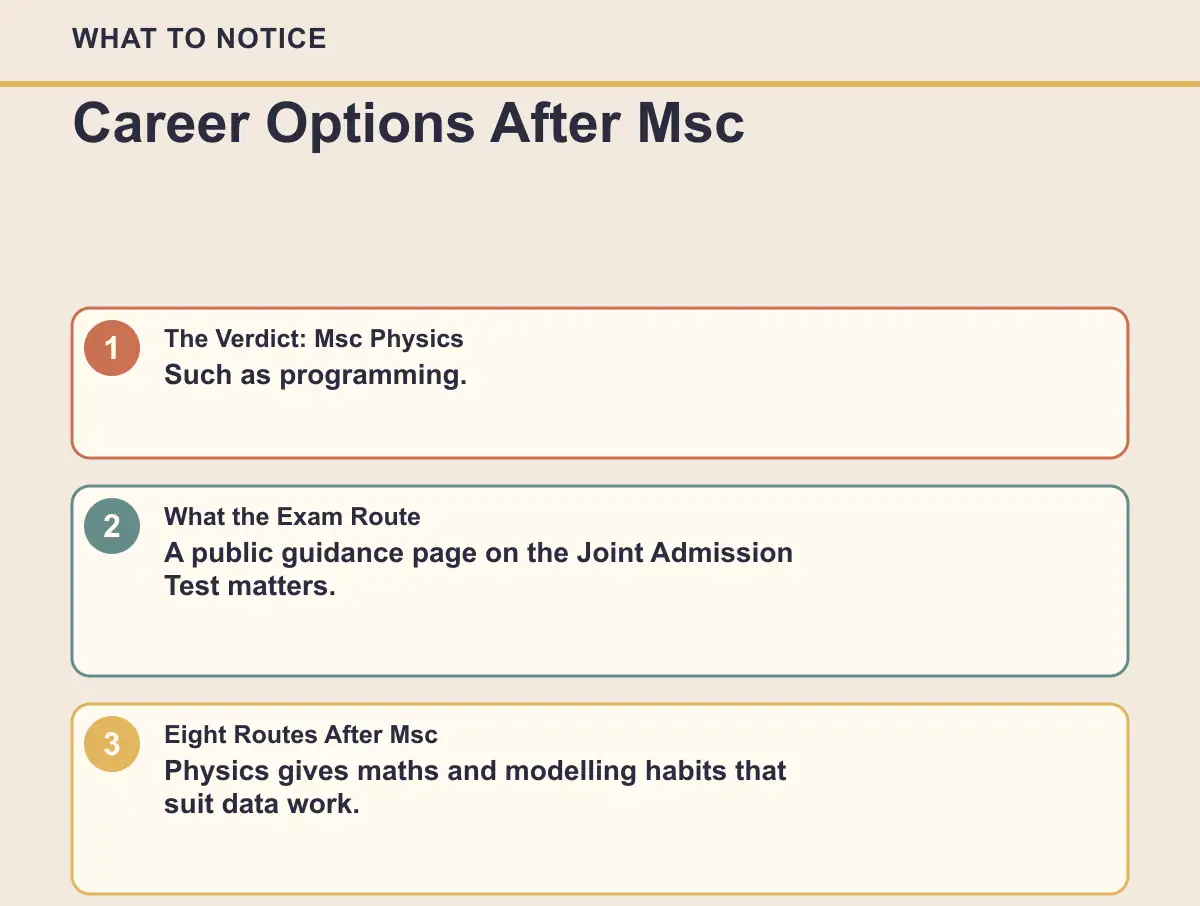 WHAT TO NOTICE
Career Options After Msc
1
The Verdict: Msc Physics
Such as programming.
2
What the Exam Route
A public guidance page on the Joint Admission
Test matters.
3
Eight Routes After Msc
Physics gives maths and modelling habits that
suit data work.